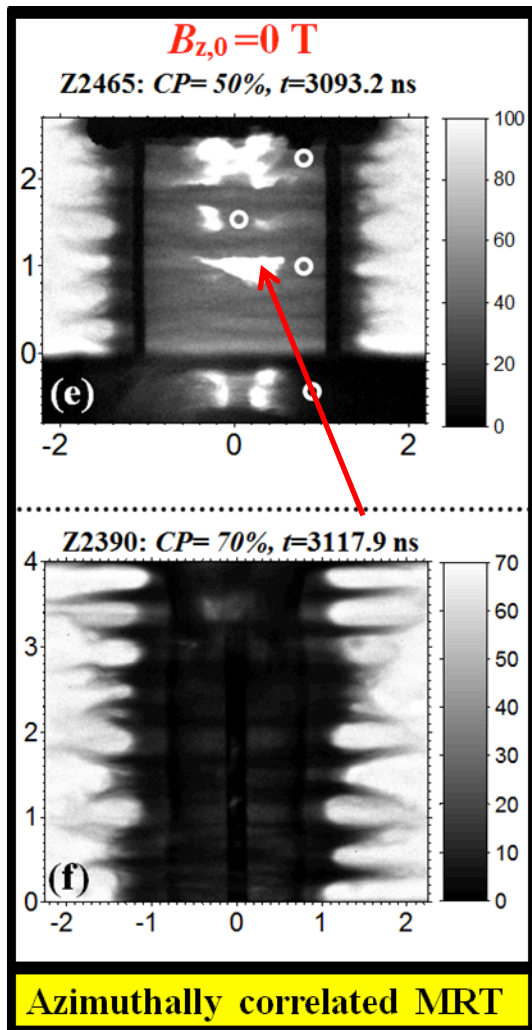 B z,0 =0 T
Z2465: CP= 50%, t=3093.2 ns
100
80
60
40
20
0
2
1
0
(e)
-2 0 2
Z2390: CP= 70%, t=3117.9 ns
70
60
50
40
30
20
10
0
4
3
2
1
0
(f)
-2 -1 0 1 2
Azimuthally correlated MRT